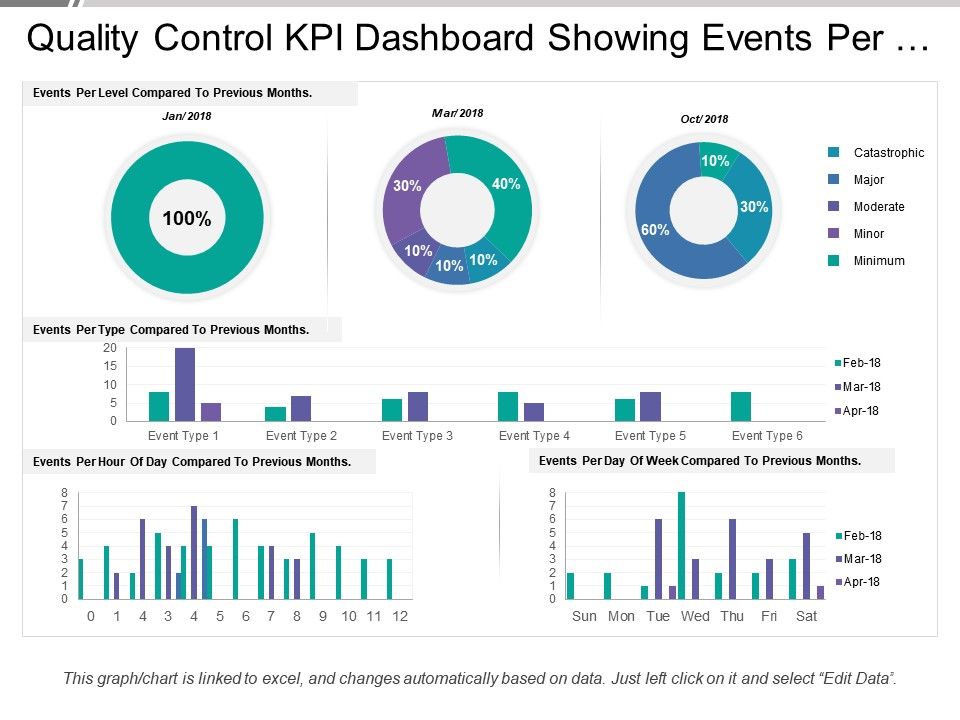 Quality Control KPI Dashboard Showing Events Per …
Events Per Level Compared To Previous Months.
Jan/2018
Mar/2018
Oct/2018
100%
40%
10%
10%
10%
30%
10%
30%
60%
Catastrophic
Major
Moderate
Minor
Minimum
Events Per Type Compared To Previous Months.
20
15
10
5
0
Event Type 1 Event Type 2 Event Type 3 Event Type 4 Event Type 5 Event Type 6
Feb-18
Mar-18
Apr-18
Events Per Hour Of Day Compared To Previous Months.
8
7
6
5
4
3
2
1
0
0 1 4 3 4 5 6 7 8 9 10 11 12
Events Per Day Of Week Compared To Previous Months.
8
7
6
5
4
3
2
1
0
Sun Mon Tue Wed Thu Fri Sat
Feb-18
Mar-18
Apr-18
This graph/chart is linked to excel, and changes automatically based on data. Just left click on it and select “Edit Data”.